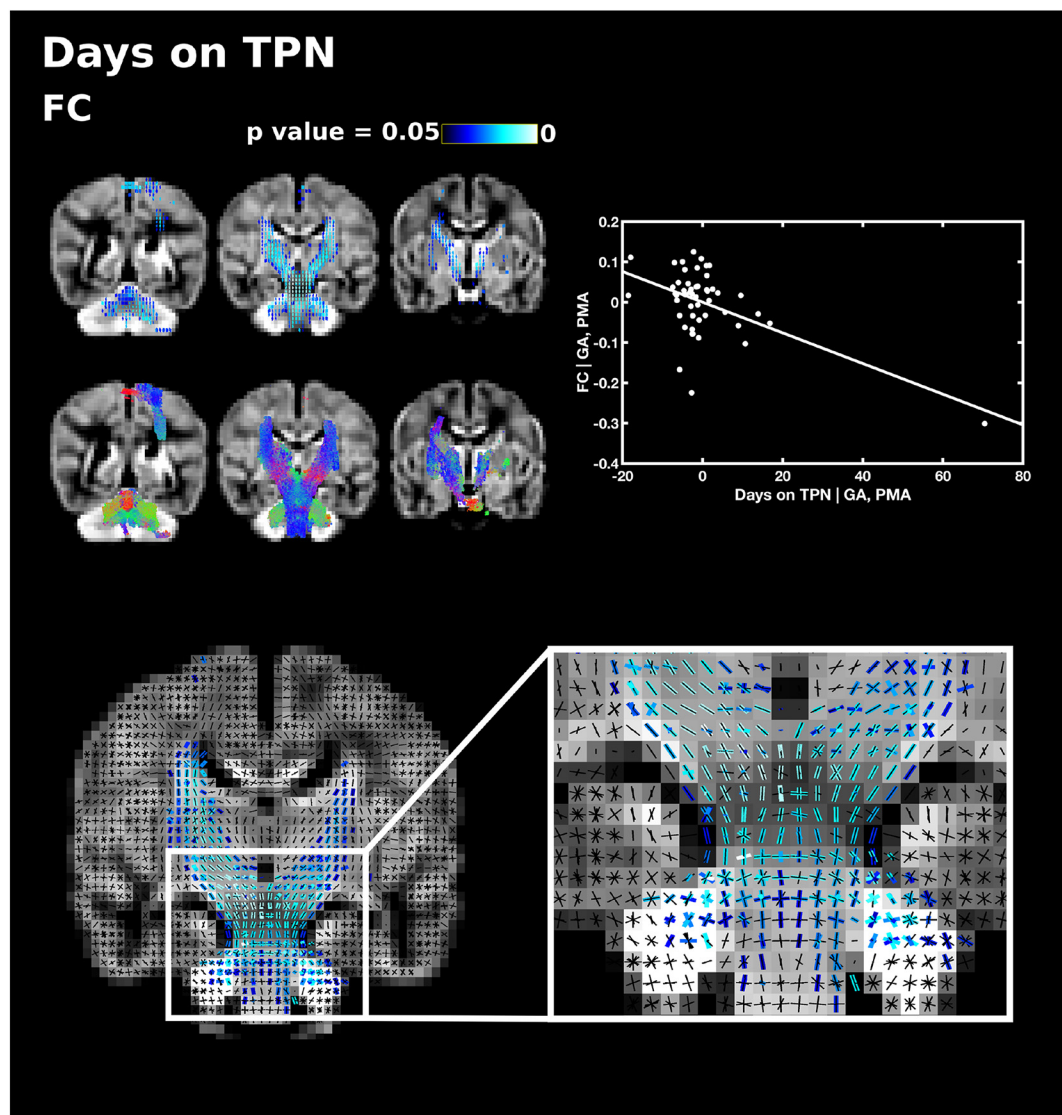 Days on TPN
FC
p value = 0.05 0
0.2
0.1
0
-0.1
-0.2
-0.3
-0.4
FC | GA, PMA
-20 0 20 40 60 80
Days on TPN | GA, PMA